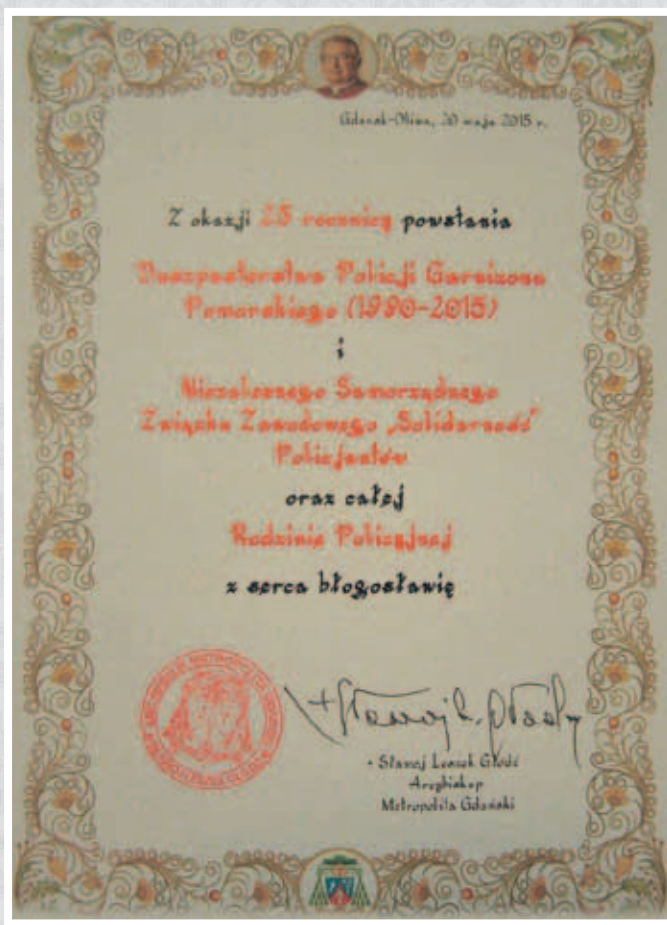 Gdańsk-Oliwa, 20 maja 2015 r.
Z okazji 25 rocznicy powstania
Duszpasterstwa Policji Garnizonu
Pomorskiego (1990-2015)
i
Niezależnego Samorządnego
Związku Zawodowego „Solidarność”
Policjantów
oraz całej
Rodzinie Policyjnej
z serca błogosławię
+ Sławoj Leszek Głódź
Arcybiskup
Metropolita Gdański